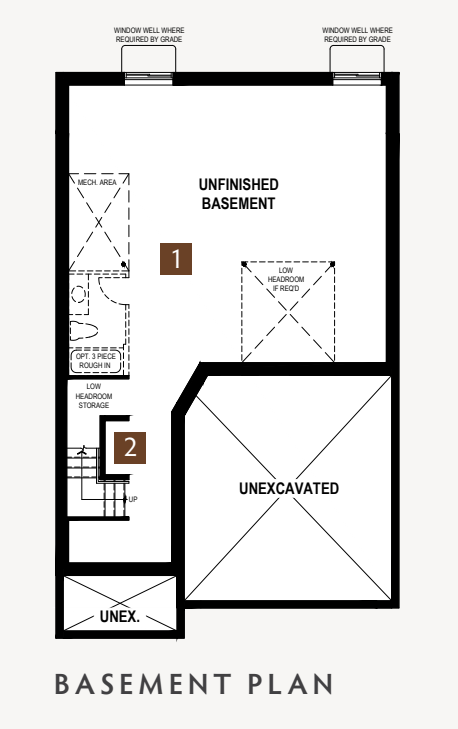 WINDOW WELL WHERE
REQUIRED BY GRADE
WINDOW WELL WHERE
REQUIRED BY GRADE
MECH. AREA
UNFINISHED
BASEMENT
1
LOW
HEADROOM
IF REQ'D
OPT. 3 PIECE
ROUGH IN
LOW
HEADROOM
STORAGE
2
UP
UNEXCAVATED
UNEX.
BASEMENT PLAN